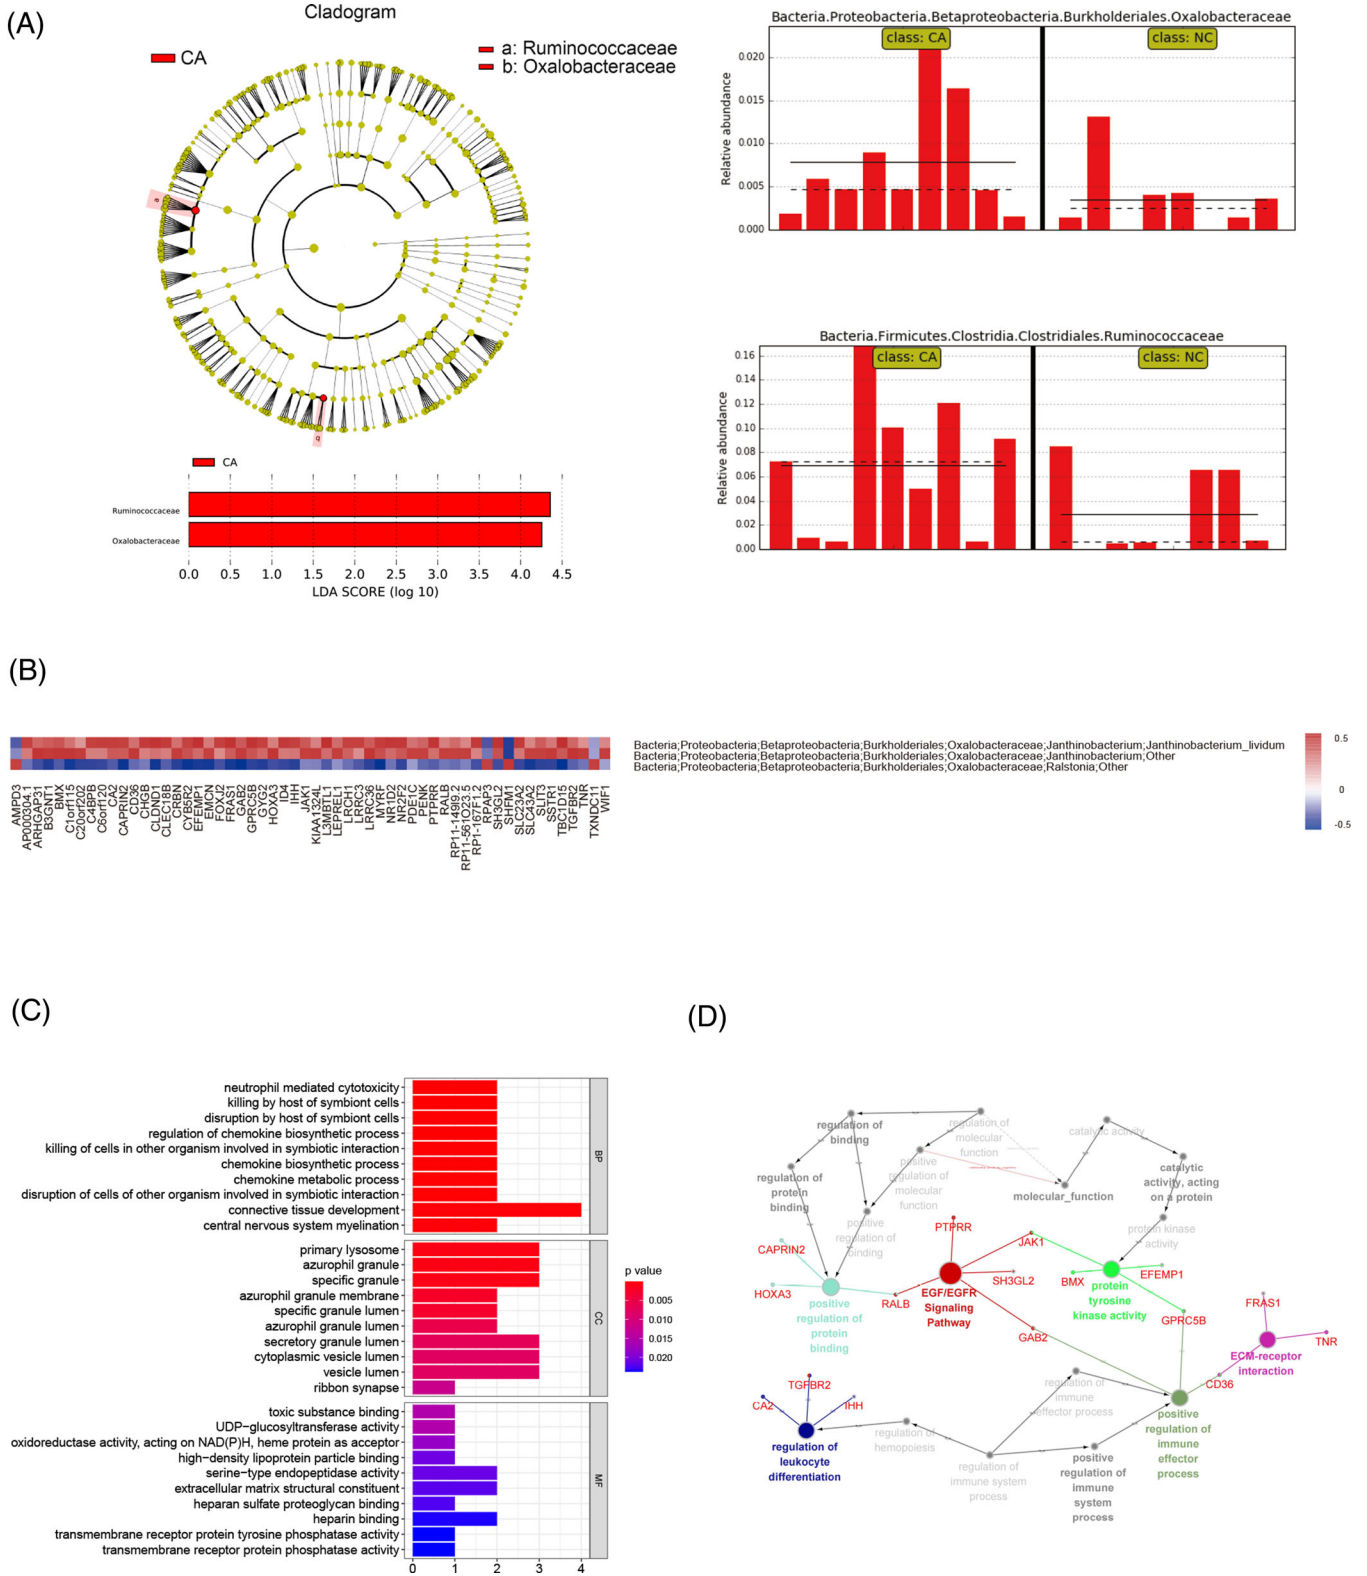 (A)
Cladogram
CA
a: Ruminococcaceae
b: Oxalobacteraceae
a
b
CA
Ruminococcaceae
Oxalobacteraceae
0.0 0.5 1.0 1.5 2.0 2.5 3.0 3.5 4.0 4.5
LDA SCORE (log 10)
Bacteria.Proteobacteria.Betaproteobacteria.Burkholderiales.Oxalobacteraceae
class: CA
class: NC
Relative abundance
0.020
0.015
0.010
0.005
0.000
Bacteria.Firmicutes.Clostridia.Clostridiales.Ruminococcaceae
class: CA
class: NC
Relative abundance
0.16
0.14
0.12
0.10
0.08
0.06
0.04
0.02
0.00
(B)
Bacteria;Proteobacteria;Betaproteobacteria;Burkholderiales;Oxalobacteraceae;Janthinobacterium;Janthinobacterium_lividum
Bacteria;Proteobacteria;Betaproteobacteria;Burkholderiales;Oxalobacteraceae;Janthinobacterium;Other
Bacteria;Proteobacteria;Betaproteobacteria;Burkholderiales;Oxalobacteraceae;Ralstonia;Other
0.5
0
-0.5
AMPD3
AP000304.1
ARHGAP31
B3GNT1
BMX
C1orf115
C20orf202
C4BPB
C6orf120
CA2
CAPRIN2
CD36
CHGB
CLDND1
CLEC18B
CRBN
CYB5R2
EFEMP1
EMCN
FOXJ2
FRAS1
GAB2
GPRC5B
GYG2
HOXA3
ID4
IHH
JAK1
KIAA1324L
L3MBTL1
LEPREL1
LRCH1
LRRC3
LRRC36
MYRF
NR1D2
NR2F2
PDE1C
PENK
PTPRR
RALB
RP11-149I9.2
RP11-561O23.5
RP1-167F1.2
RPAP3
SH3GL2
SHFM1
SLC23A2
SLC43A2
SLIT3
SSTR1
TBC1D5
TGFBR2
TNR
TXNDC11
VIIF1
(C)
neutrophil mediated cytotoxicity
killing by host of symbiont cells
disruption by host of symbiont cells
regulation of chemokine biosynthetic process
killing of cells in other organism involved in symbiotic interaction
chemokine biosynthetic process
chemokine metabolic process
disruption of cells of other organism involved in symbiotic interaction
connective tissue development
central nervous system myelination
BP
primary lysosome
azurophil granule
specific granule
azurophil granule membrane
specific granule lumen
azurophil granule lumen
secretory granule lumen
cytoplasmic vesicle lumen
vesicle lumen
ribbon synapse
CC
toxic substance binding
UDP−glucosyltransferase activity
oxidoreductase activity, acting on NAD(P)H, heme protein as acceptor
high−density lipoprotein particle binding
serine−type endopeptidase activity
extracellular matrix structural constituent
heparan sulfate proteoglycan binding
heparin binding
transmembrane receptor protein tyrosine phosphatase activity
transmembrane receptor protein phosphatase activity
MF
0 1 2 3 4
p value
0.005
0.010
0.015
0.020
(D)
regulation of
binding
regulation of
molecular
function
catalytic activity
regulation of
protein
binding
positive
regulation of
molecular
function
molecular_function
catalytic
activity, acting
on a protein
positive
regulation of
binding
protein kinase
activity
PTPRR
JAK1
CAPRIN2
HOXA3
SH3GL2
BMX
EFEMP1
RALB
positive
regulation of
protein
binding
EGF/EGFR
Signaling
Pathway
protein
tyrosine
kinase activity
GPRC5B
FRAS1
TNR
GAB2
ECM-receptor
interaction
CD36
TGFBR2
CA2
IHH
regulation of
immune
effector process
positive
regulation of
immune
effector
process
regulation of
hemopoiesis
regulation of
leukocyte
differentiation
regulation of
immune system
process
positive
regulation of
immune
system
process